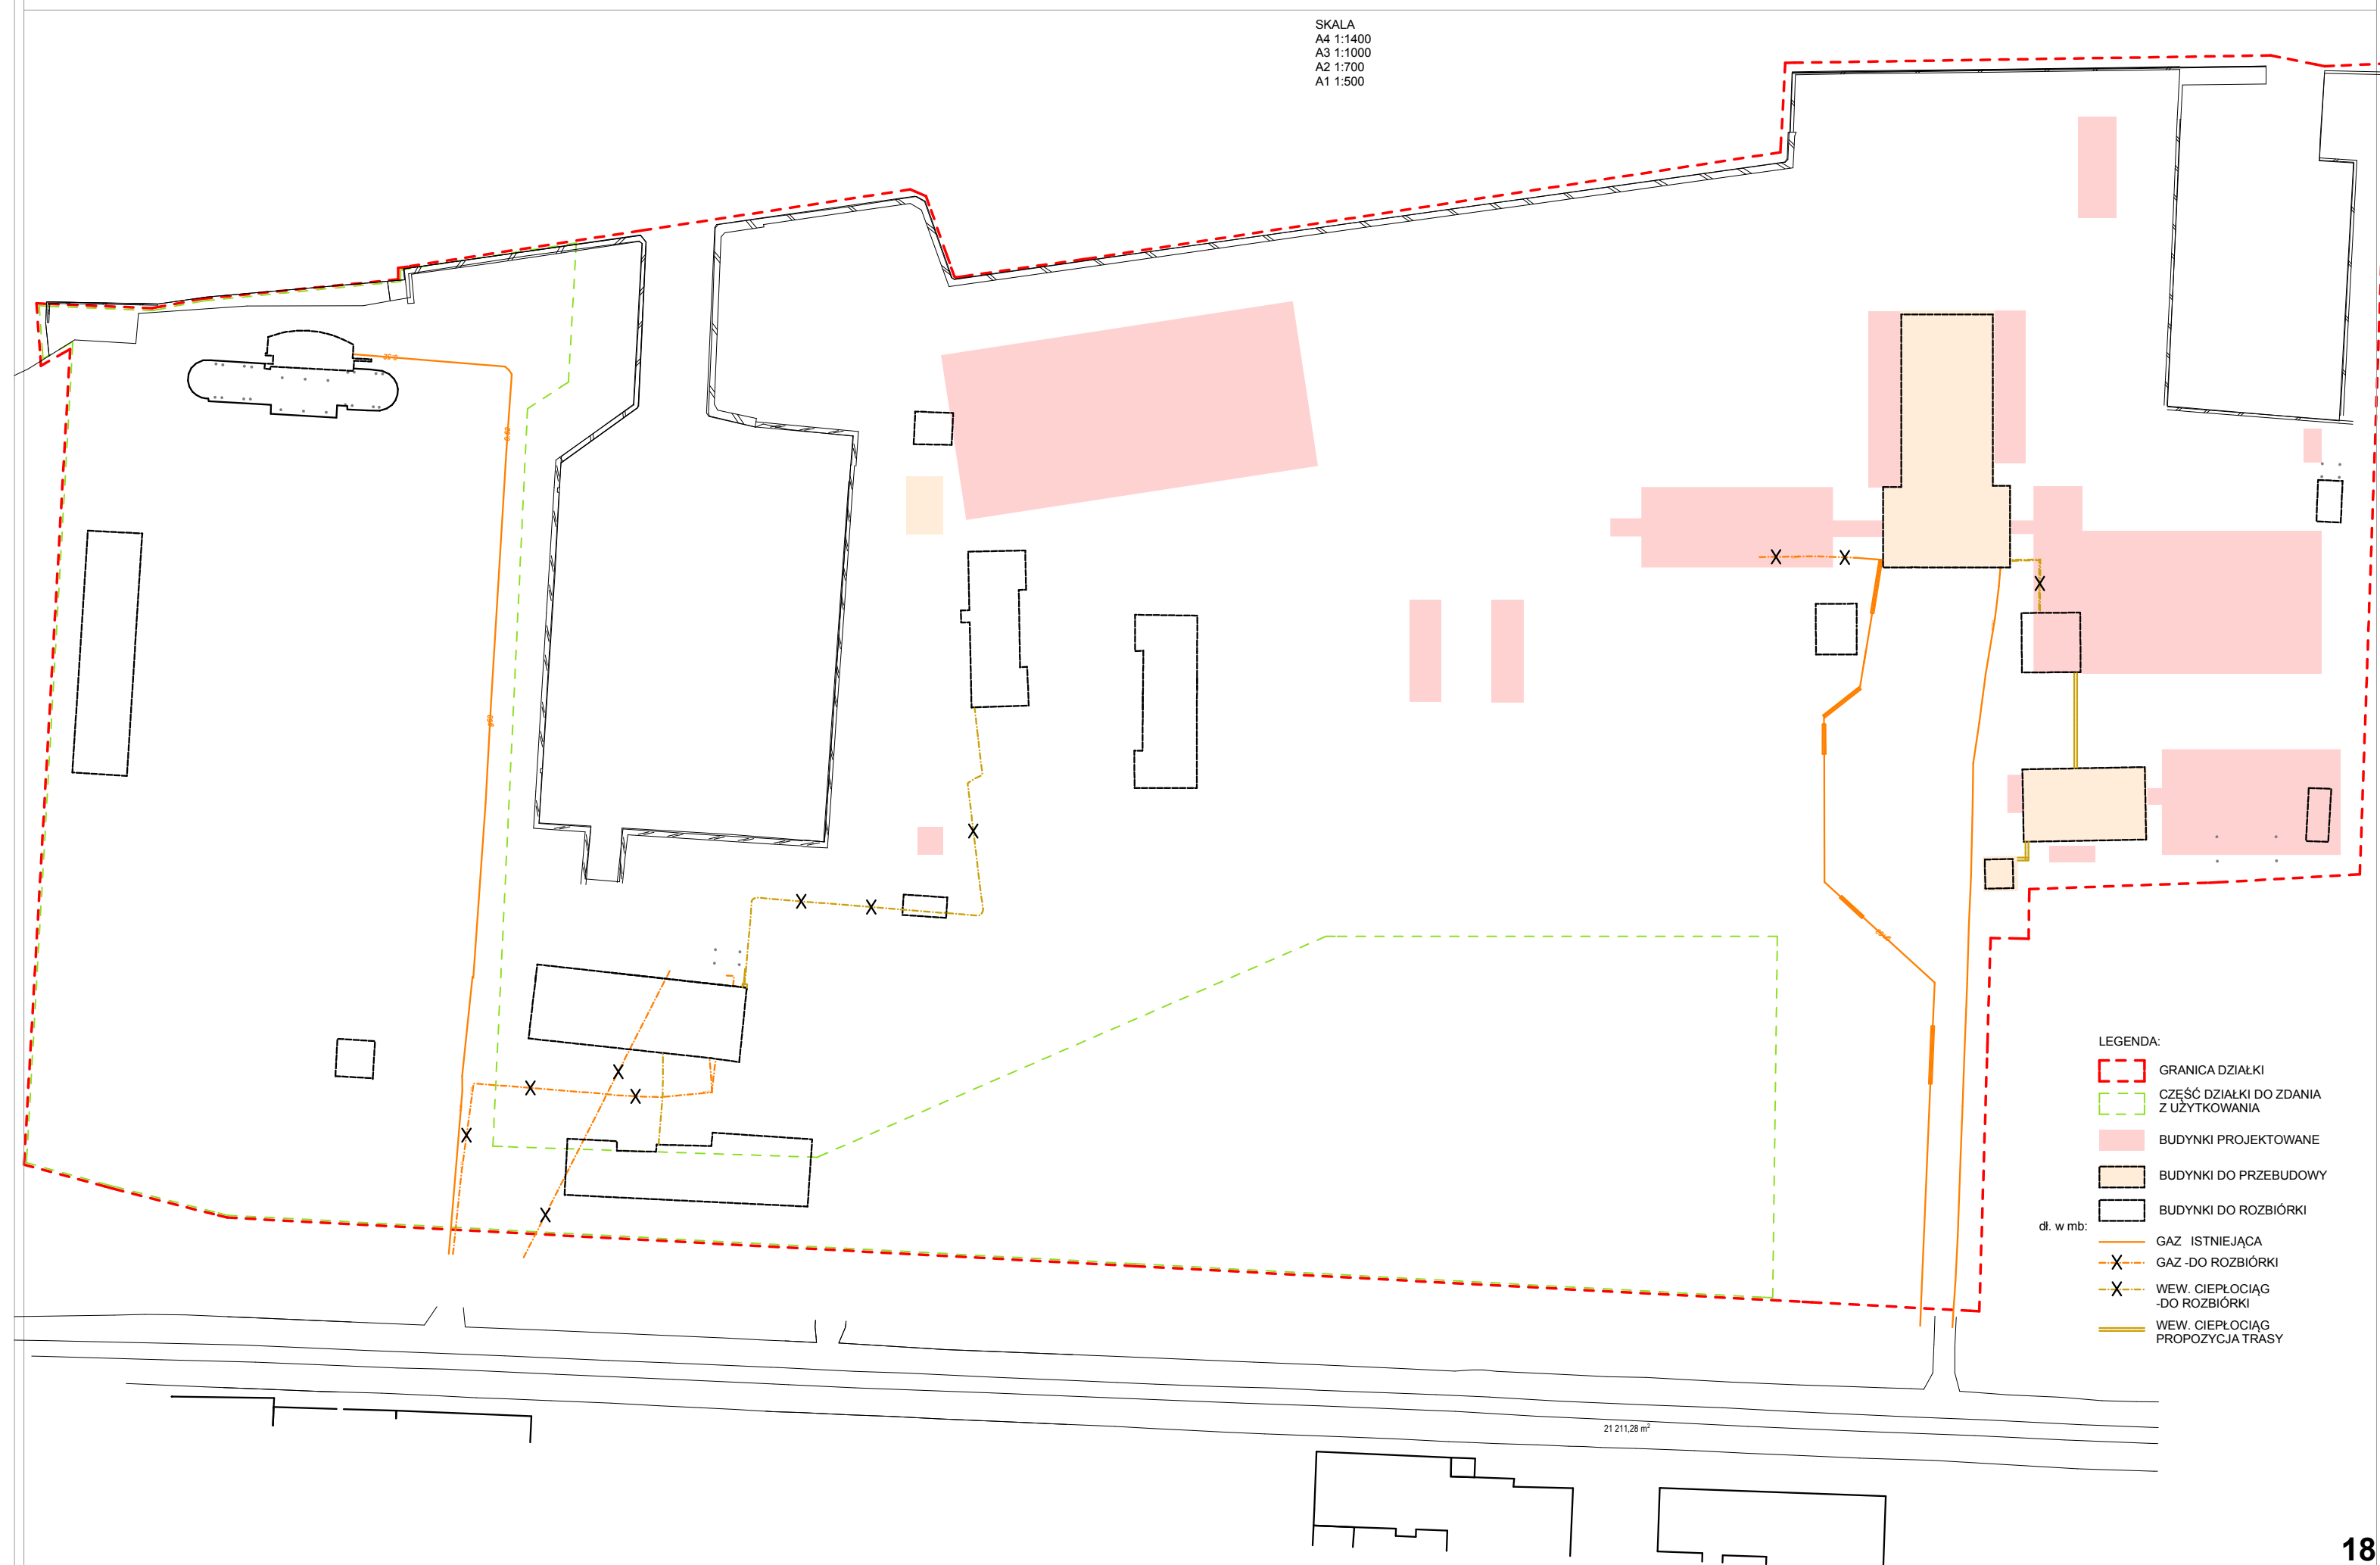 SKALA
A4 1:1400
A3 1:1000
A2 1:700
A1 1:500
LEGENDA:
GRANICA DZIAŁKI
CZĘŚĆ DZIAŁKI DO ZDANIA
Z UŻYTKOWANIA
BUDYNKI PROJEKTOWANE
BUDYNKI DO PRZEBUDOWY
BUDYNKI DO ROZBIÓRKI
dł. w mb:
GAZ ISTNIEJĄCA
GAZ -DO ROZBIÓRKI
WEW. CIEPŁOCIĄG
-DO ROZBIÓRKI
WEW. CIEPŁOCIĄG
PROPOZYCJA TRASY
21 211,28 m²
18